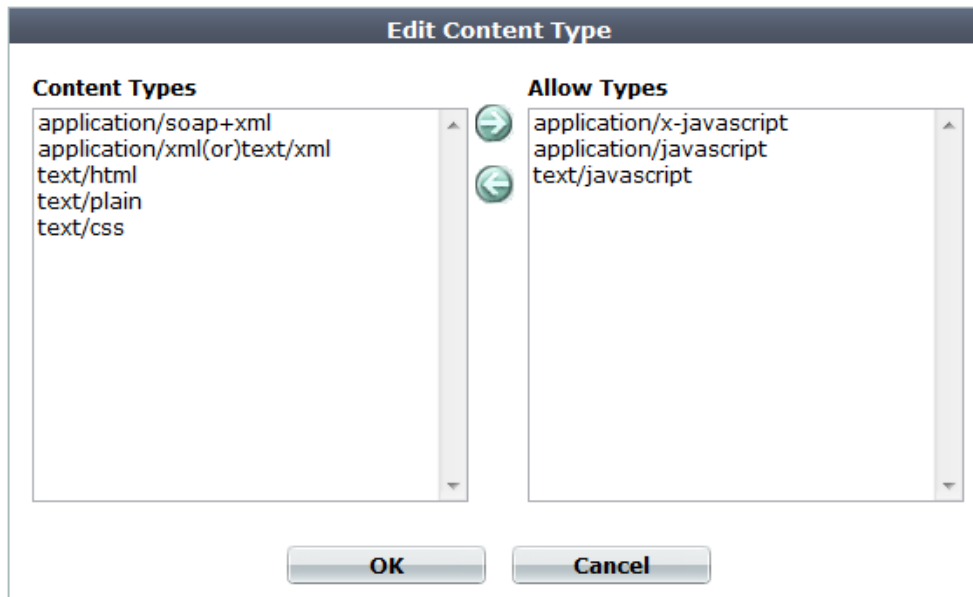 Edit Content Type
Content Types
application/soap+xml
application/xml(or)text/xml
text/html
text/plain
text/css
Allow Types
application/x-javascript
application/javascript
text/javascript
OK
Cancel